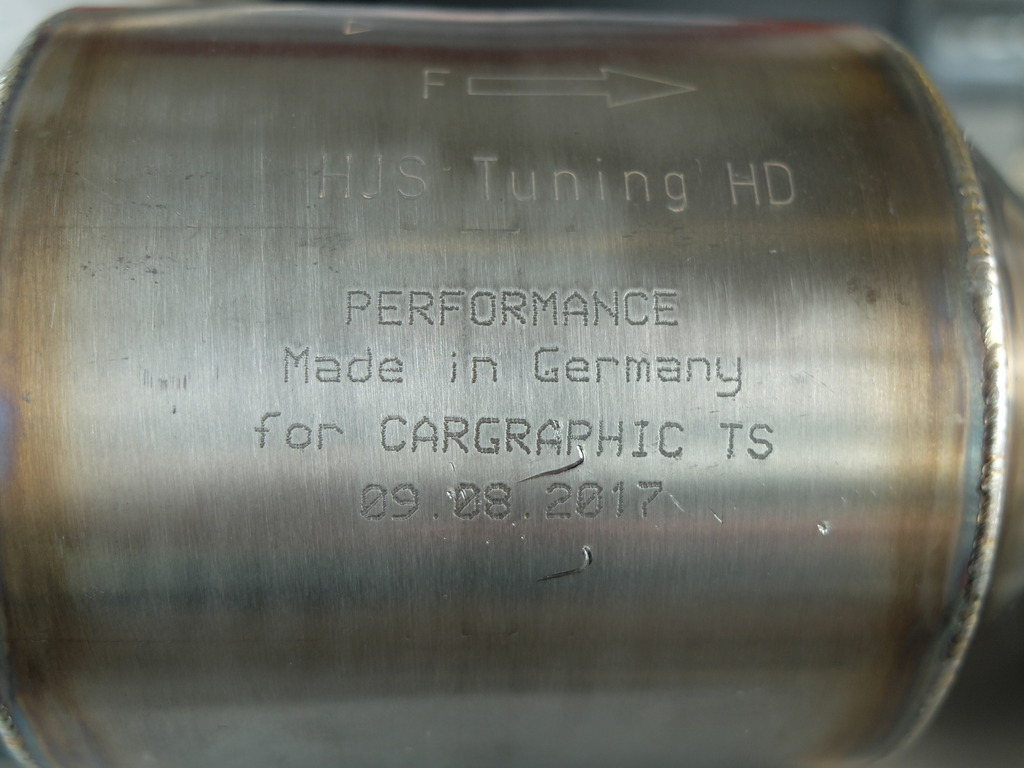 F
HJS Tuning HD
PERFORMANCE
Made in Germany
for CARGRAPHIC TS
09.08.2017